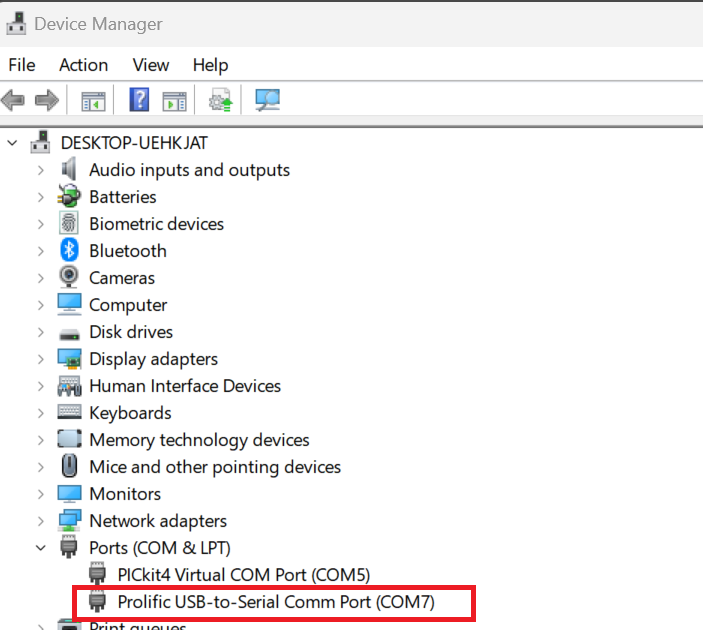 Device Manager
File Action View Help
DESKTOP-UEHKJAT
Audio inputs and outputs
Batteries
Biometric devices
Bluetooth
Cameras
Computer
Disk drives
Display adapters
Human Interface Devices
Keyboards
Memory technology devices
Mice and other pointing devices
Monitors
Network adapters
Ports (COM & LPT)
PICkit4 Virtual COM Port (COM5)
Prolific USB-to-Serial Comm Port (COM7)
Print queues